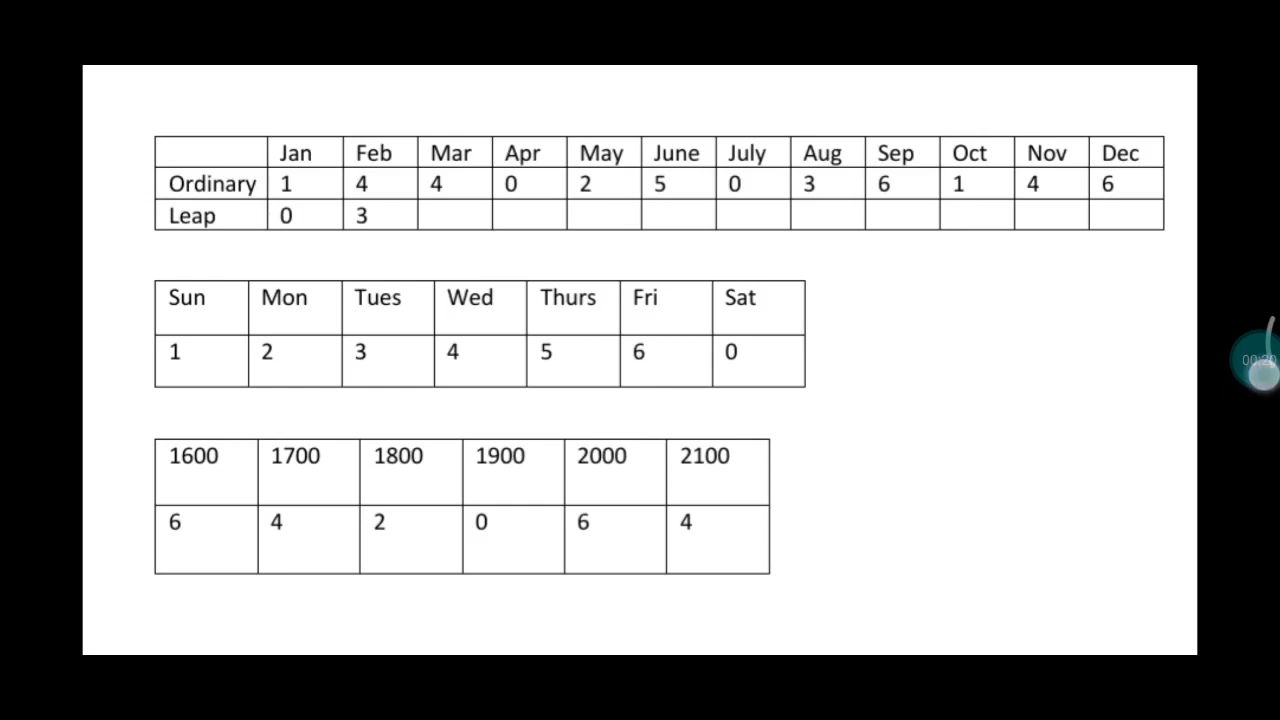 Jan Feb Mar Apr May June July Aug Sep Oct Nov Dec
Ordinary 1 4 4 0 2 5 0 3 6 1 4 6
Leap 0 3
Sun Mon Tues Wed Thurs Fri Sat
1 2 3 4 5 6 0
1600 1700 1800 1900 2000 2100
6 4 2 0 6 4